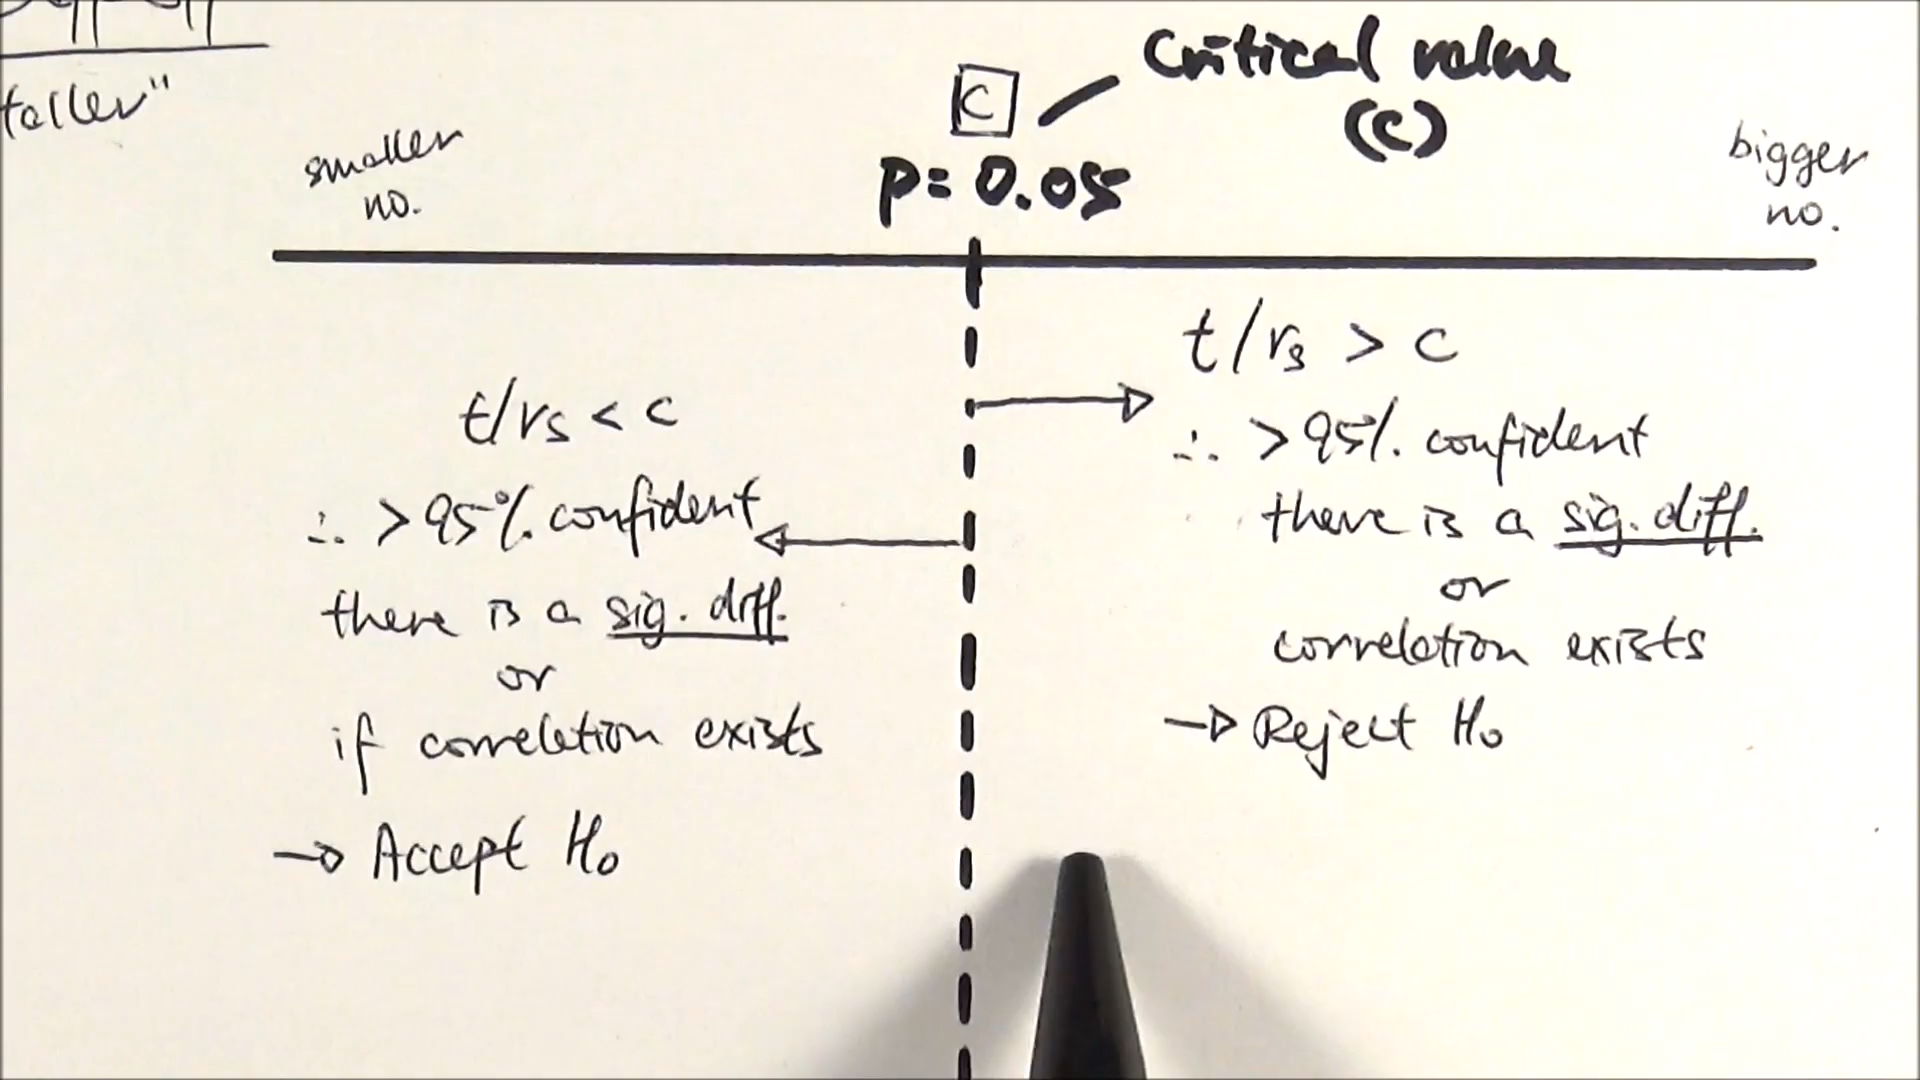 taller"
smaller
no.
C
Critical value
(C)
p = 0.05
bigger
no.
t/rs < c
∴ > 95% confident
there is a sig. diff.
or
if correlation exists
→ Accept H₀
t/rs > c
∴ > 95% confident
there is a sig. diff.
or
correlation exists
→ Reject H₀